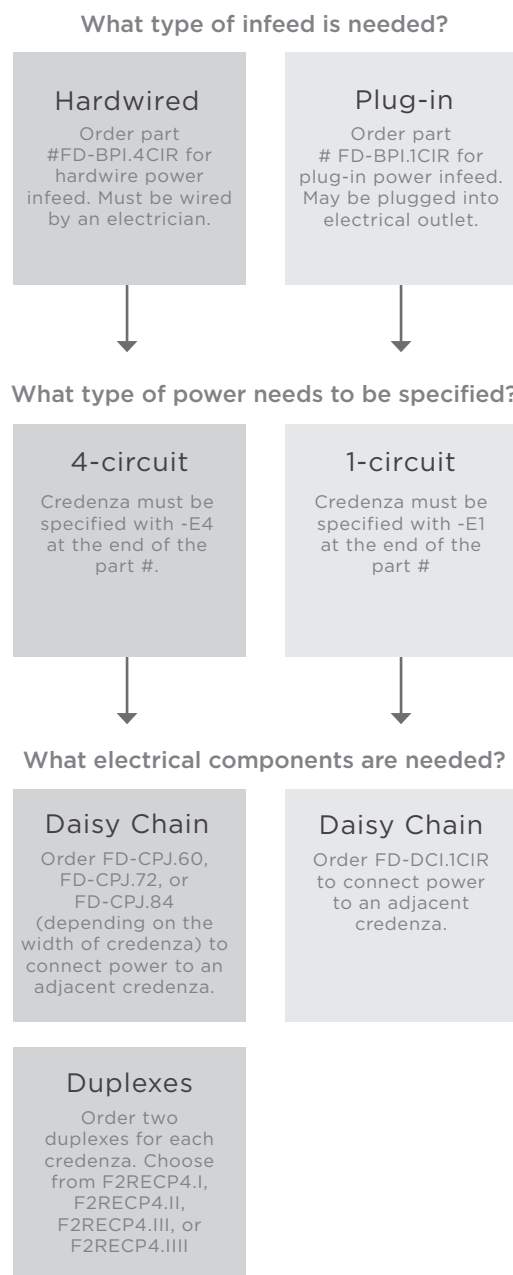 What type of infeed is needed?
Hardwired
Order part
#FD-BPI.4CIR for
hardwire power
infeed. Must be wired
by an electrician.
Plug-in
Order part
# FD-BPI.1CIR for
plug-in power infeed.
May be plugged into
electrical outlet.
What type of power needs to be specified?
4-circuit
Credenza must be
specified with -E4
at the end of the
part #.
1-circuit
Credenza must be
specified with -E1
at the end of the
part #
What electrical components are needed?
Daisy Chain
Order FD-CPJ.60,
FD-CPJ.72, or
FD-CPJ.84
(depending on the
width of credenza) to
connect power to an
adjacent credenza.
Daisy Chain
Order FD-DCI.1CIR
to connect power
to an adjacent
credenza.
Duplexes
Order two
duplexes for each
credenza. Choose
from F2RECP4.I,
F2RECP4.II,
F2RECP4.III, or
F2RECP4.IIII